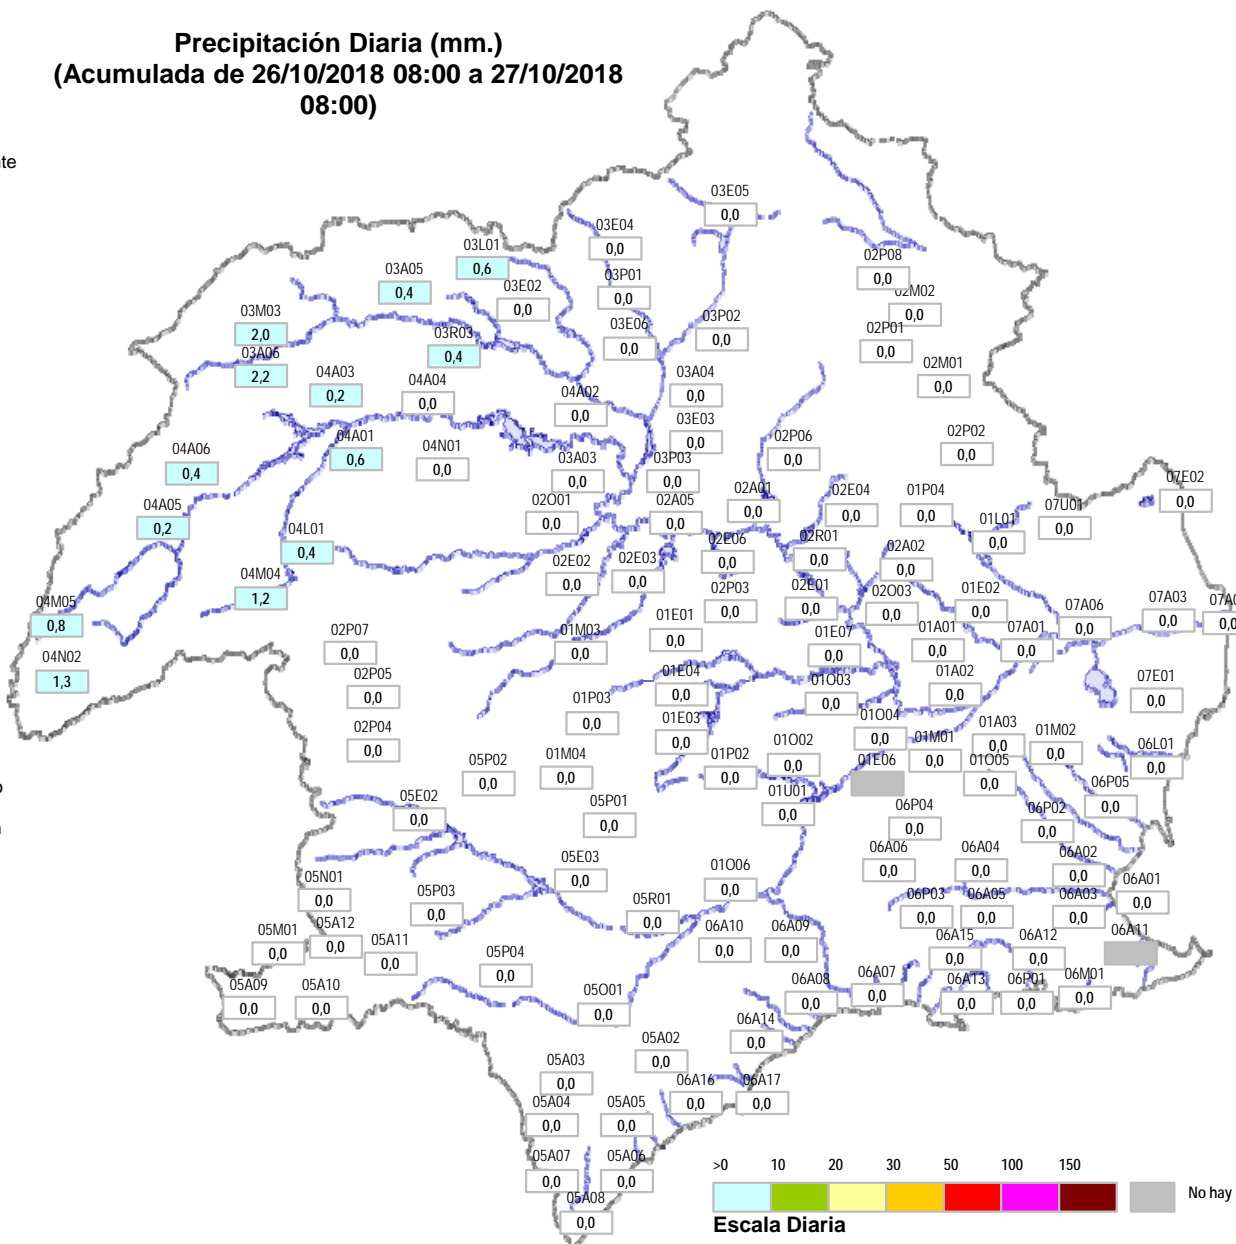 Precipitación Diaria (mm.)
(Acumulada de 26/10/2018 08:00 a 27/10/2018
08:00)
nte
03E05
0,0
03E04
0,0
03L01
0,6
02P08
0,0
03A05
0,4
03P01
0,0
03E02
0,0
02M02
0,0
03M03
2,0
03P02
0,0
03E06
0,0
03R03
0,4
02P01
0,0
03A06
2,2
02M01
0,0
04A03
0,2
04A04
0,0
03A04
0,0
04A02
0,0
03E03
0,0
04A01
0,6
04N01
0,0
02P06
0,0
02P02
0,0
04A06
0,4
03A03
0,0
03P03
0,0
07E02
0,0
04A05
0,2
02O01
0,0
02A05
0,0
02A01
0,0
02E04
0,0
01P04
0,0
07U01
0,0
01L01
0,0
04L01
0,4
02E06
0,0
02R01
0,0
02A02
0,0
02E02
0,0
02E03
0,0
04M04
1,2
02P03
0,0
02E01
0,0
02O03
0,0
01E02
0,0
07A03
0,0
07A0
0,0
04M05
0,8
07A06
0,0
02P07
0,0
01M03
0,0
01E01
0,0
01E07
0,0
01A01
0,0
07A01
0,0
04N02
1,3
02P05
0,0
01E04
0,0
01O03
0,0
01A02
0,0
07E01
0,0
01P03
0,0
01E03
0,0
01O04
0,0
01A03
0,0
01M02
0,0
02P04
0,0
01M01
0,0
06L01
0,0
05P02
0,0
01M04
0,0
01P02
0,0
01O02
0,0
01E06
01O05
0,0
o
05E02
0,0
05P01
0,0
01U01
0,0
06P04
0,0
06P02
0,0
06P05
0,0
05E03
0,0
01O06
0,0
06A06
0,0
06A04
0,0
06A02
0,0
05N01
0,0
05P03
0,0
05R01
0,0
06P03
0,0
06A05
0,0
06A03
0,0
06A01
0,0
05M01
0,0
05A12
0,0
05A11
0,0
06A10
0,0
06A09
0,0
06A15
0,0
06A12
0,0
06A11
05P04
0,0
05A09
0,0
05A10
0,0
05O01
0,0
06A08
0,0
06A07
0,0
06A13
0,0
06P01
0,0
06M01
0,0
06A14
0,0
05A02
0,0
05A03
0,0
06A16
0,0
06A17
0,0
05A04
0,0
05A05
0,0
05A07
0,0
05A06
0,0
05A08
0,0
>0 10 20 30 50 100 150
No hay
Escala Diaria